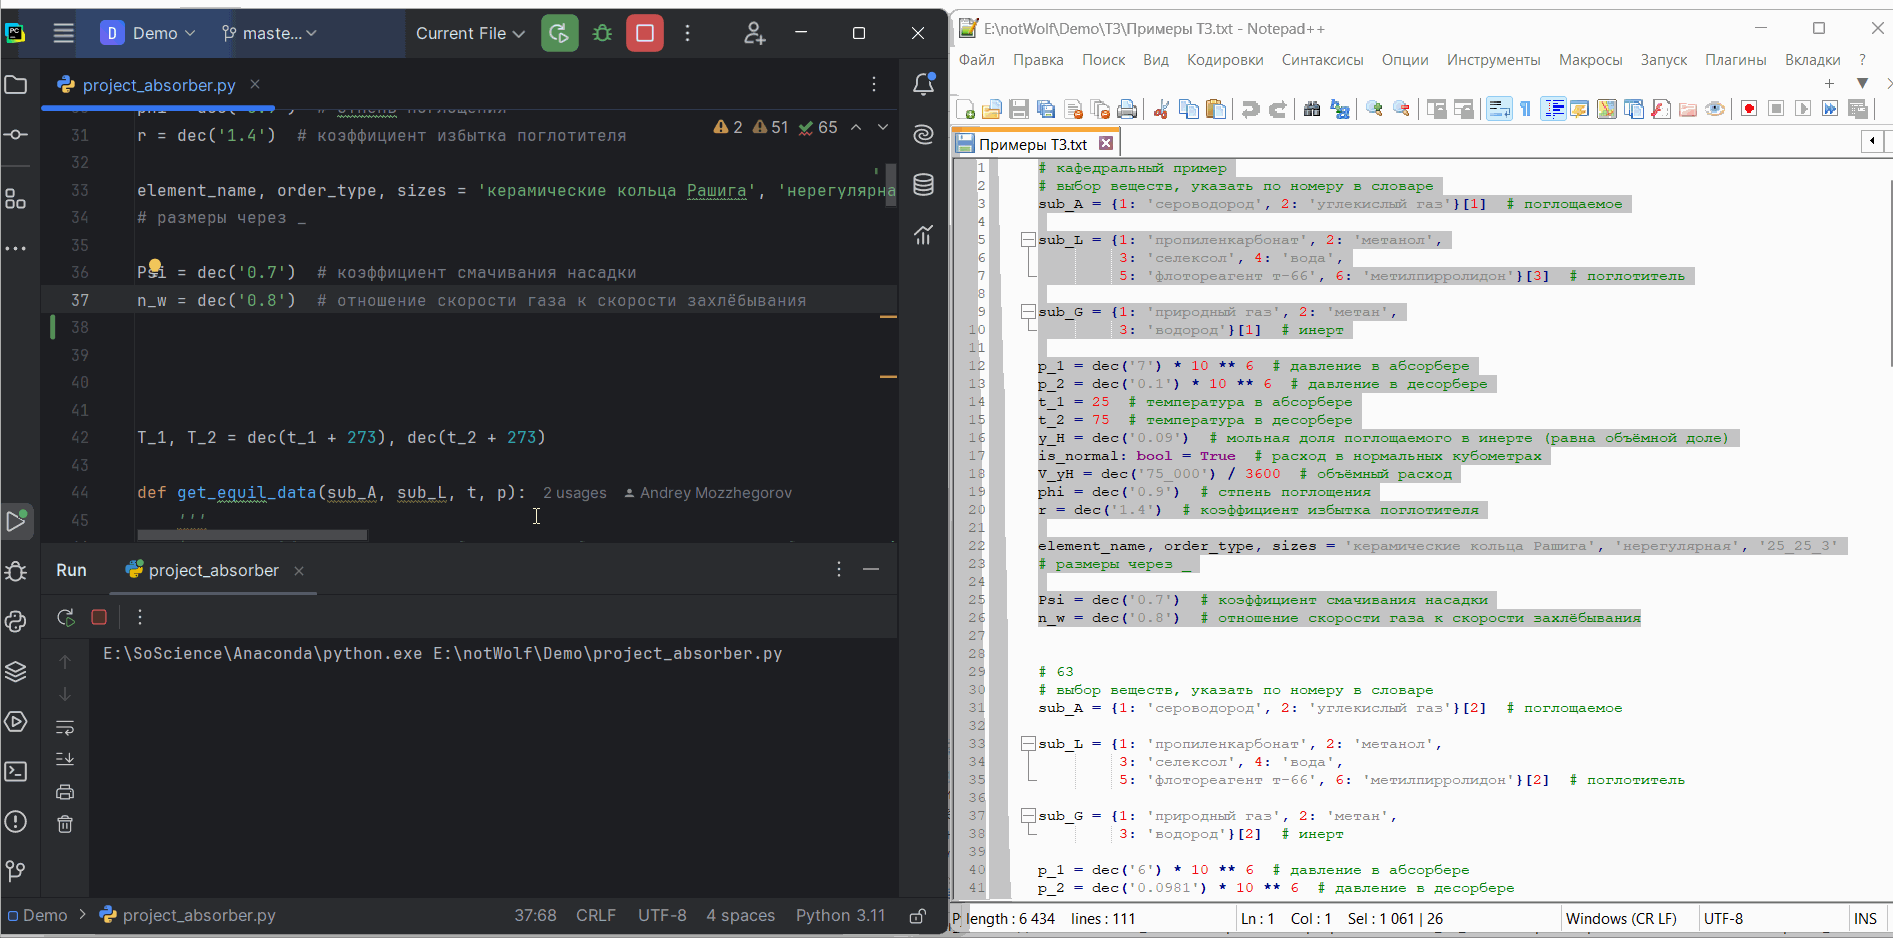 D Demo
maste...
Current File
project_absorber.py
2 51 65
31 r = dec('1.4')  # коэффициент избытка поглотителя
32
33 element_name, order_type, sizes = 'керамические кольца Рашига', 'нерегулярна
34 # размеры через _
35
36 Psi = dec('0.7')  # коэффициент смачивания насадки
37 n_w = dec('0.8')  # отношение скорости газа к скорости захлёбывания
38
39
40
41
42 T_1, T_2 = dec(t_1 + 273), dec(t_2 + 273)
43
44 def get_equil_data(sub_A, sub_L, t, p):  2 usages  Andrey Mozzhegorov
45 '''
Run project_absorber
E:\SoScience\Anaconda\python.exe E:\notWolf\Demo\project_absorber.py
Demo > project_absorber.py 37:68 CRLF UTF-8 4 spaces Python 3.11
E:\notWolf\Demo\ТЗ\Примеры ТЗ.txt - Notepad++
Файл Правка Поиск Вид Кодировки Синтаксисы Опции Инструменты Макросы Запуск Плагины Вкладки ?
Примеры ТЗ.txt
1 # кафедральный пример
2 # выбор веществ, указать по номеру в словаре
3 sub_A = {1: 'сероводород', 2: 'углекислый газ'}[1]  # поглощаемое
4
5 sub_L = {1: 'пропиленкарбонат', 2: 'метанол',
6 3: 'селексол', 4: 'вода',
7 5: 'флотореагент т-66', 6: 'метилпирролидон'}[3]  # поглотитель
8
9 sub_G = {1: 'природный газ', 2: 'метан',
10 3: 'водород'}[1]  # инерт
11
12 p_1 = dec('7') * 10 ** 6  # давление в абсорбере
13 p_2 = dec('0.1') * 10 ** 6  # давление в десорбере
14 t_1 = 25  # температура в абсорбере
15 t_2 = 75  # температура в десорбере
16 y_H = dec('0.09')  # мольная доля поглощаемого в инерте (равна объёмной доле)
17 is_normal: bool = True  # расход в нормальных кубометрах
18 V_yH = dec('75_000') / 3600  # объёмный расход
19 phi = dec('0.9')  # стпень поглощения
20 r = dec('1.4')  # коэффициент избытка поглотителя
21
22 element_name, order_type, sizes = 'керамические кольца Рашига', 'нерегулярная', '25_25_3'
23 # размеры через _
24
25 Psi = dec('0.7')  # коэффициент смачивания насадки
26 n_w = dec('0.8')  # отношение скорости газа к скорости захлёбывания
27
28
29 # 63
30 # выбор веществ, указать по номеру в словаре
31 sub_A = {1: 'сероводород', 2: 'углекислый газ'}[2]  # поглощаемое
32
33 sub_L = {1: 'пропиленкарбонат', 2: 'метанол',
34 3: 'селексол', 4: 'вода',
35 5: 'флотореагент т-66', 6: 'метилпирролидон'}[2]  # поглотитель
36
37 sub_G = {1: 'природный газ', 2: 'метан',
38 3: 'водород'}[2]  # инерт
39
40 p_1 = dec('6') * 10 ** 6  # давление в абсорбере
41 p_2 = dec('0.0981') * 10 ** 6  # давление в десорбере
length : 6 434 lines : 111 Ln : 1 Col : 1 Sel : 1 061 | 26 Windows (CR LF) UTF-8 INS